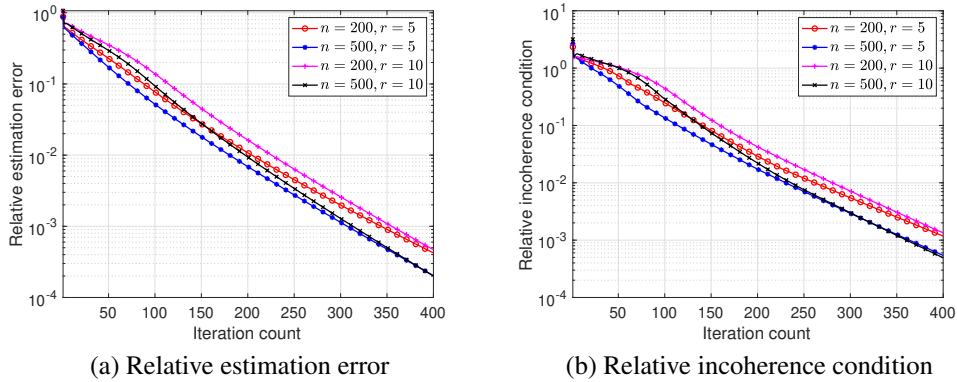 Relative estimation error
10^0
10^-1
10^-2
10^-3
10^-4
50
100
150
200
250
300
350
400
Iteration count
n = 200, r = 5
n = 500, r = 5
n = 200, r = 10
n = 500, r = 10
(a) Relative estimation error
Relative incoherence condition
10^1
10^0
10^-1
10^-2
10^-3
10^-4
50
100
150
200
250
300
350
400
Iteration count
n = 200, r = 5
n = 500, r = 5
n = 200, r = 10
n = 500, r = 10
(b) Relative incoherence condition